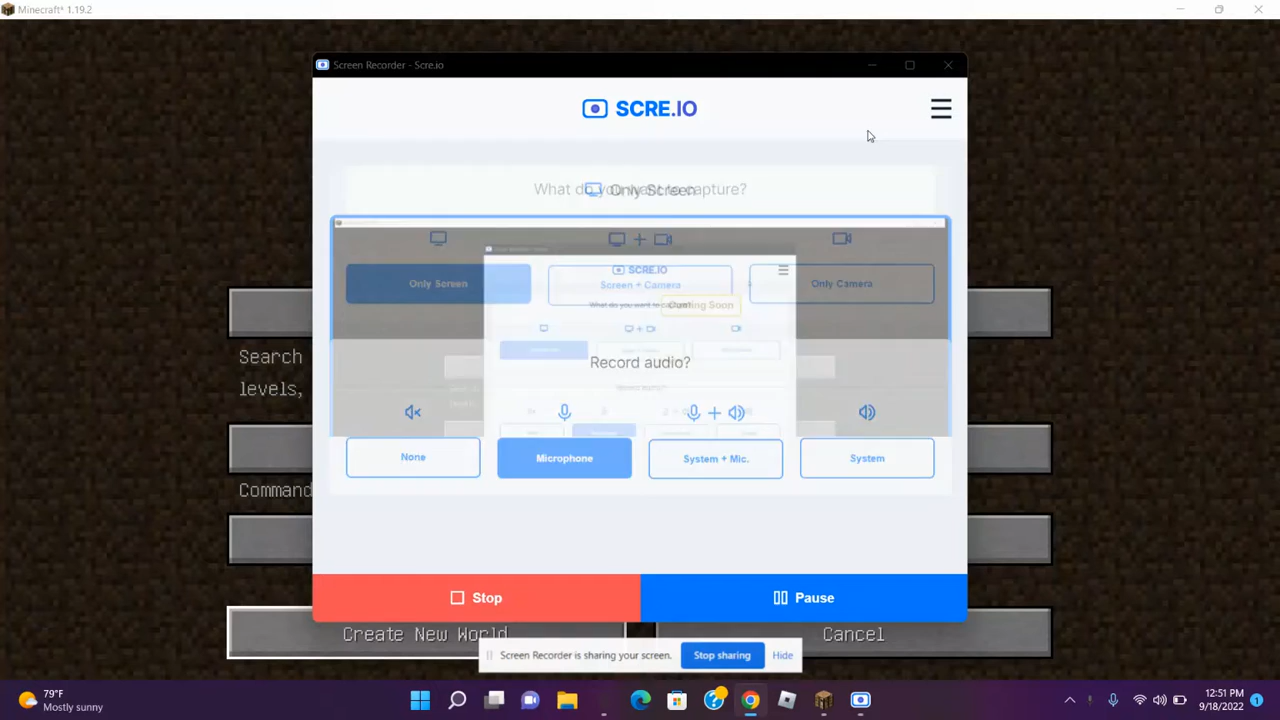 Minecraft* 1.19.2
Screen Recorder - Scre.io
SCRE.IO
What do you want to capture?
Only Screen
Only Screen
Screen + Camera
Only Camera
SCRE.IO
Coming Soon
Record audio?
Search
levels,
None
Microphone
System + Mic.
System
Command
Stop
Pause
Create New World
Cancel
Screen Recorder is sharing your screen.
Stop sharing
Hide
79°F
Mostly sunny
12:51 PM
9/18/2022
1